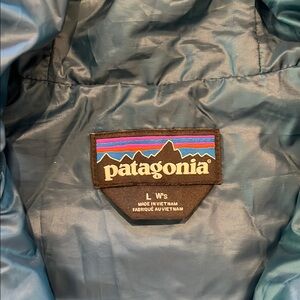 patagonia®
L W's
MADE IN VIETNAM
FABRIQUÉ AU VIETNAM